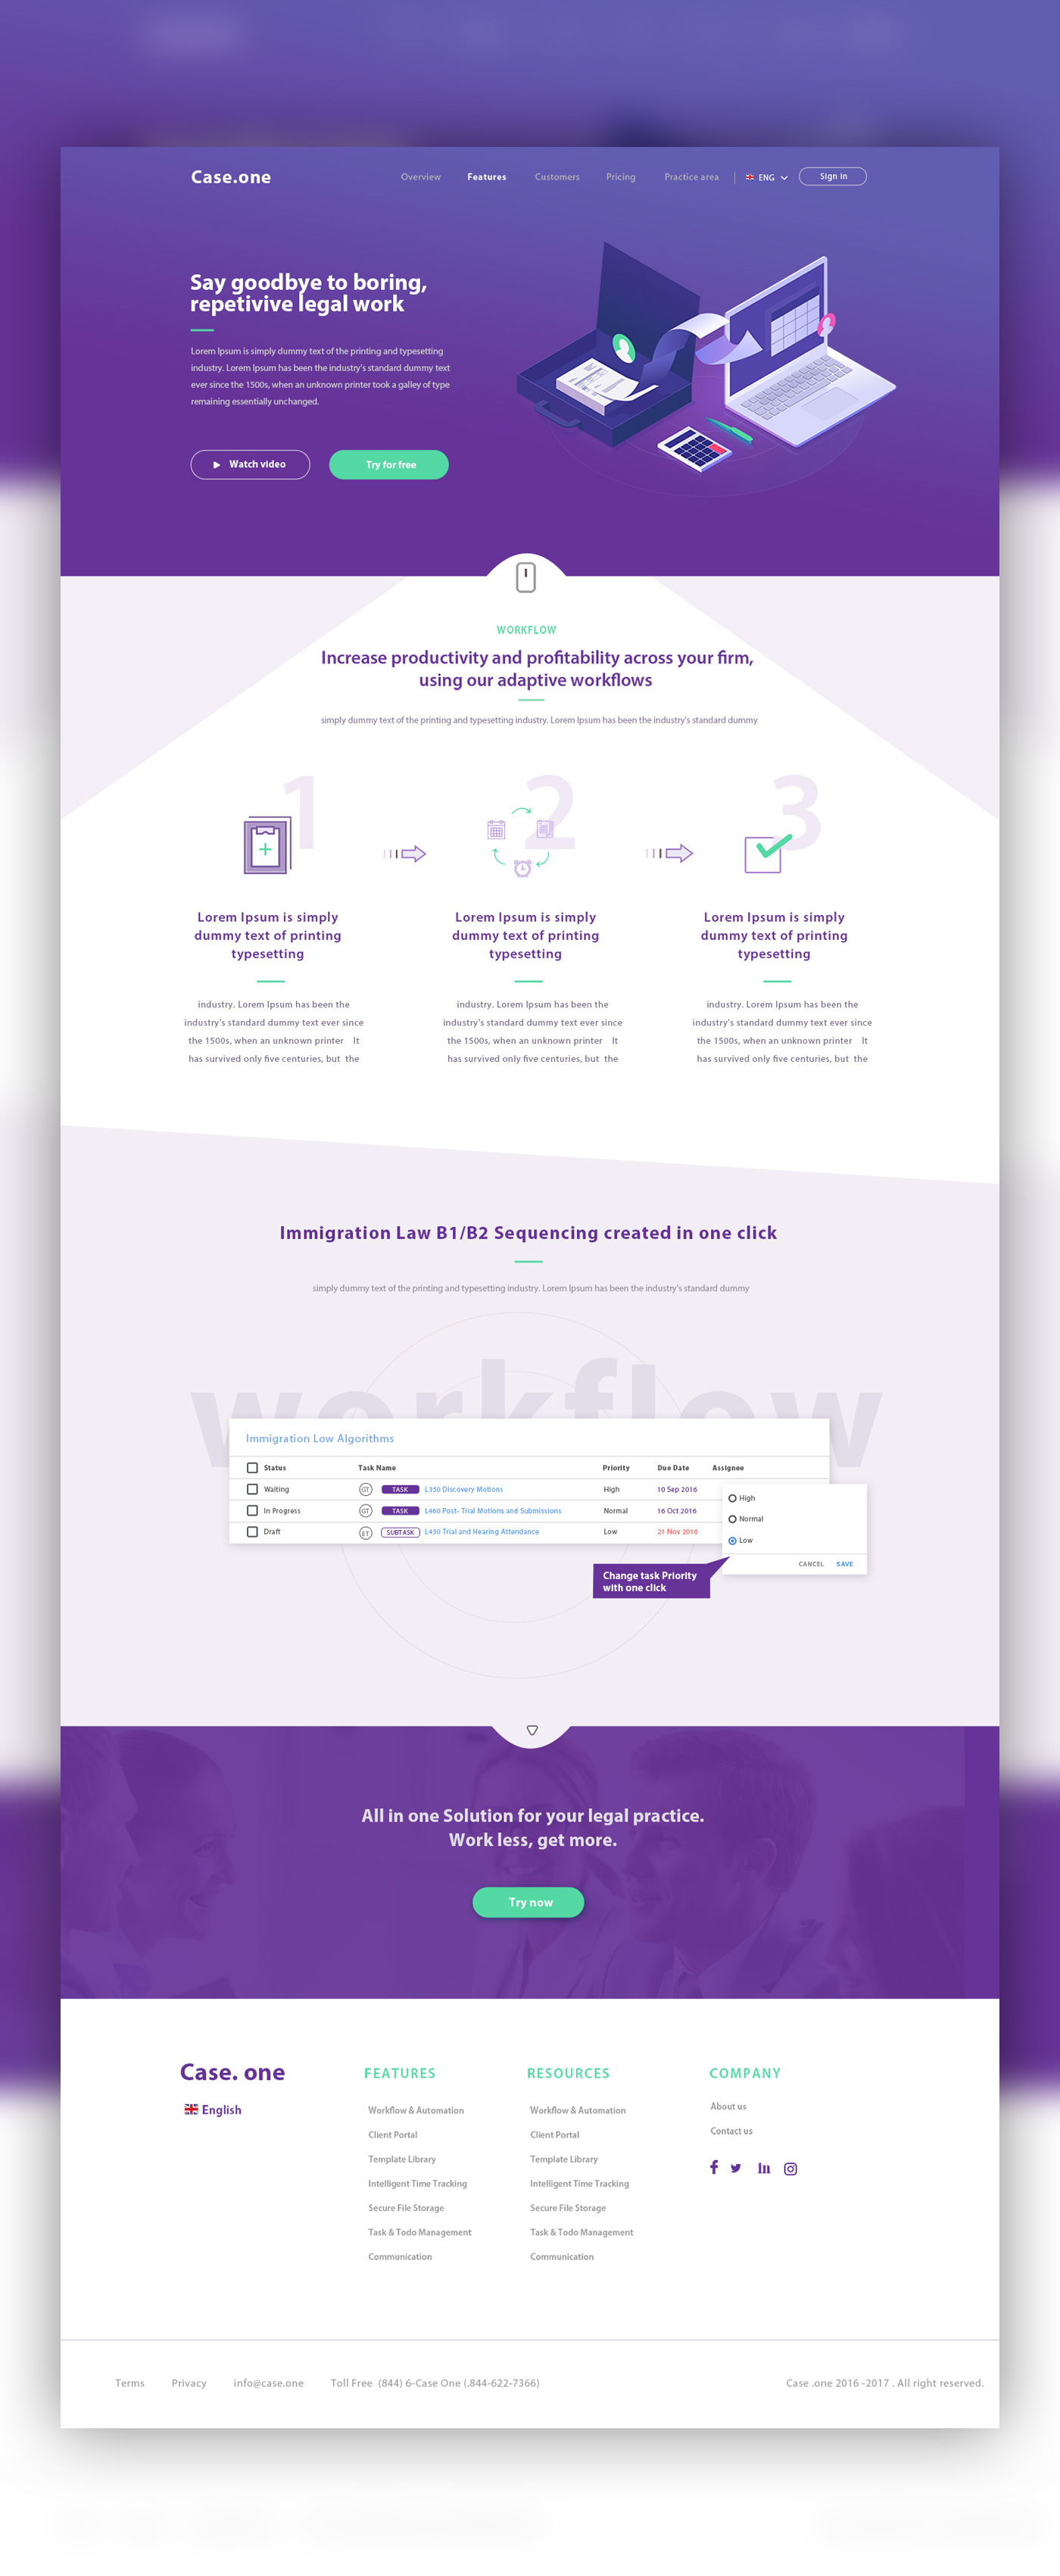 Case.one
Overview Features Customers Pricing Practice area ENG Sign in
Say goodbye to boring,
repetivive legal work
Lorem Ipsum is simply dummy text of the printing and typesetting
industry. Lorem Ipsum has been the industry's standard dummy text
ever since the 1500s, when an unknown printer took a galley of type
remaining essentially unchanged.
Watch video
Try for free
WORKFLOW
Increase productivity and profitability across your firm,
using our adaptive workflows
simply dummy text of the printing and typesetting industry. Lorem Ipsum has been the industry's standard dummy
1
Lorem Ipsum is simply
dummy text of printing
typesetting
industry. Lorem Ipsum has been the
industry's standard dummy text ever since
the 1500s, when an unknown printer It
has survived only five centuries, but the
2
Lorem Ipsum is simply
dummy text of printing
typesetting
industry. Lorem Ipsum has been the
industry's standard dummy text ever since
the 1500s, when an unknown printer It
has survived only five centuries, but the
3
Lorem Ipsum is simply
dummy text of printing
typesetting
industry. Lorem Ipsum has been the
industry's standard dummy text ever since
the 1500s, when an unknown printer It
has survived only five centuries, but the
Immigration Law B1/B2 Sequencing created in one click
simply dummy text of the printing and typesetting industry. Lorem Ipsum has been the industry's standard dummy
workflow
Immigration Low Algorithms
Status Task Name Priority Due Date Assignee
Waiting GT TASK L350 Discovery Motions High 10 Sep 2016
In Progress GT TASK L460 Post- Trial Motions and Submissions Normal 16 Oct 2016
Draft ET SUBTASK L450 Trial and Hearing Attendance Low 21 Nov 2016
High
Normal
Low
CANCEL SAVE
Change task Priority
with one click
All in one Solution for your legal practice.
Work less, get more.
Try now
Case. one
English
FEATURES
Workflow & Automation
Client Portal
Template Library
Intelligent Time Tracking
Secure File Storage
Task & Todo Management
Communication
RESOURCES
Workflow & Automation
Client Portal
Template Library
Intelligent Time Tracking
Secure File Storage
Task & Todo Management
Communication
COMPANY
About us
Contact us
Terms Privacy info@case.one Toll Free (844) 6-Case One (.844-622-7366) Case .one 2016 -2017 . All right reserved.